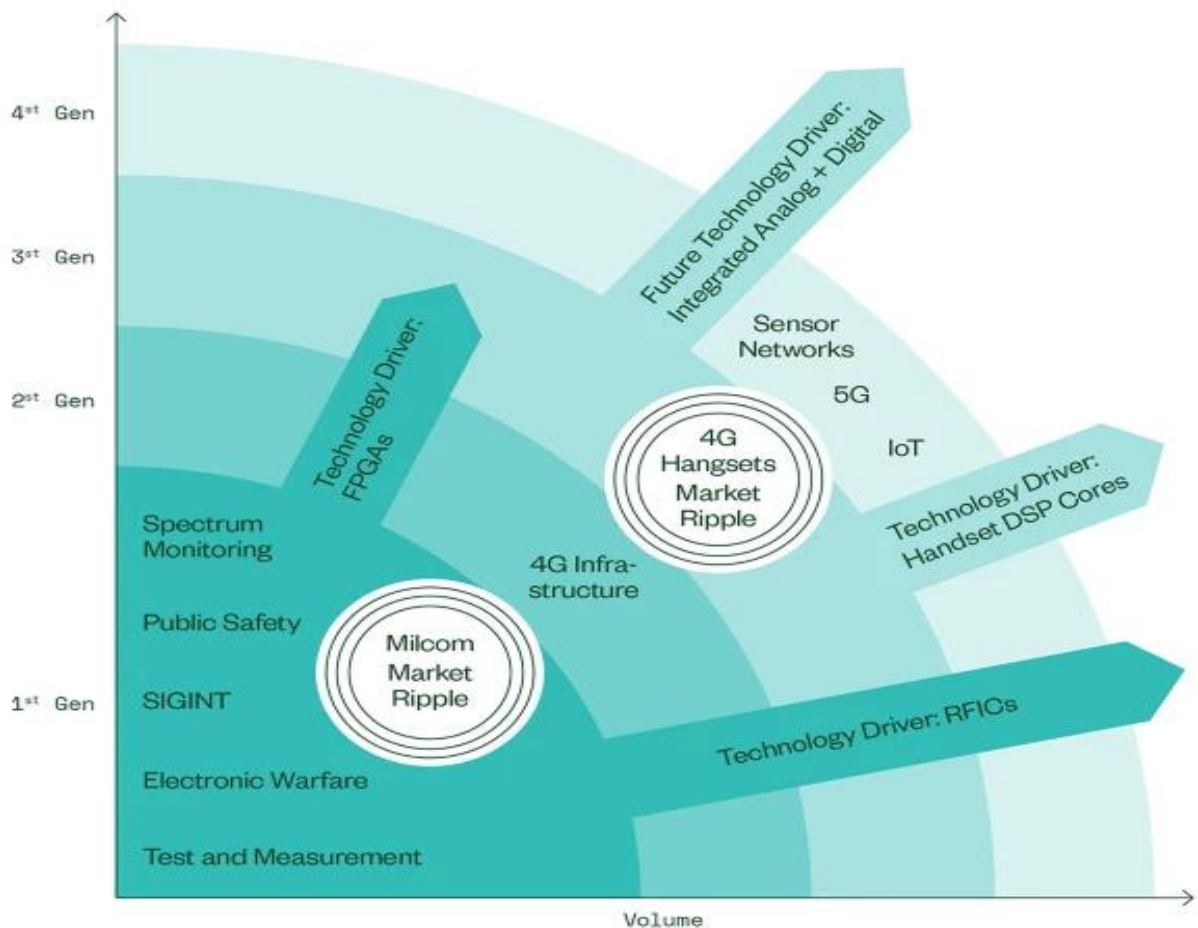 4st Gen
3st Gen
2st Gen
1st Gen
Future Technology Driver:
Integrated Analog + Digital
Technology Driver:
FPGAs
Sensor
Networks
5G
IoT
4G
Hangsets
Market
Ripple
Technology Driver:
Handset DSP Cores
Spectrum
Monitoring
4G Infra-
structure
Public Safety
Milcom
Market
Ripple
SIGINT
Technology Driver: RFICs
Electronic Warfare
Test and Measurement
Volume